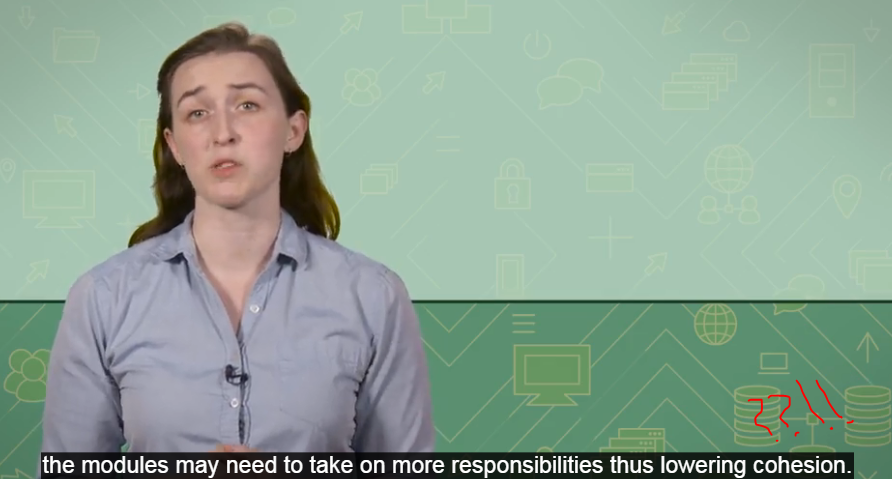 ??!!
the modules may need to take on more responsibilities thus lowering cohesion.